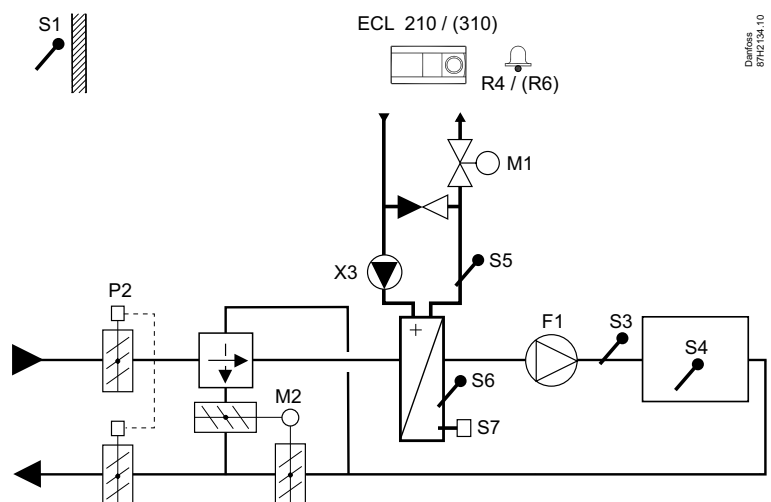 S1
ECL 210 / (310)
Danfoss
87H2134.10
R4 / (R6)
M1
X3
S5
P2
F1
S3
S4
+
S6
M2
S7